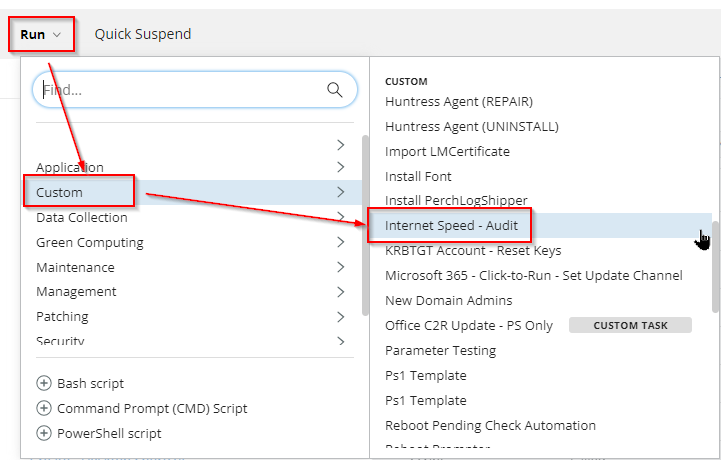 Run
Quick Suspend
Find...
Application
Custom
Data Collection
Green Computing
Maintenance
Management
Patching
Security
Bash script
Command Prompt (CMD) Script
PowerShell script
CUSTOM
Huntress Agent (REPAIR)
Huntress Agent (UNINSTALL)
Import LMCertificate
Install Font
Install PerchLogShipper
Internet Speed - Audit
KRBTGT Account - Reset Keys
Microsoft 365 - Click-to-Run - Set Update Channel
New Domain Admins
Office C2R Update - PS Only CUSTOM TASK
Parameter Testing
Ps1 Template
Ps1 Template
Reboot Pending Check Automation
Reboot Prompter